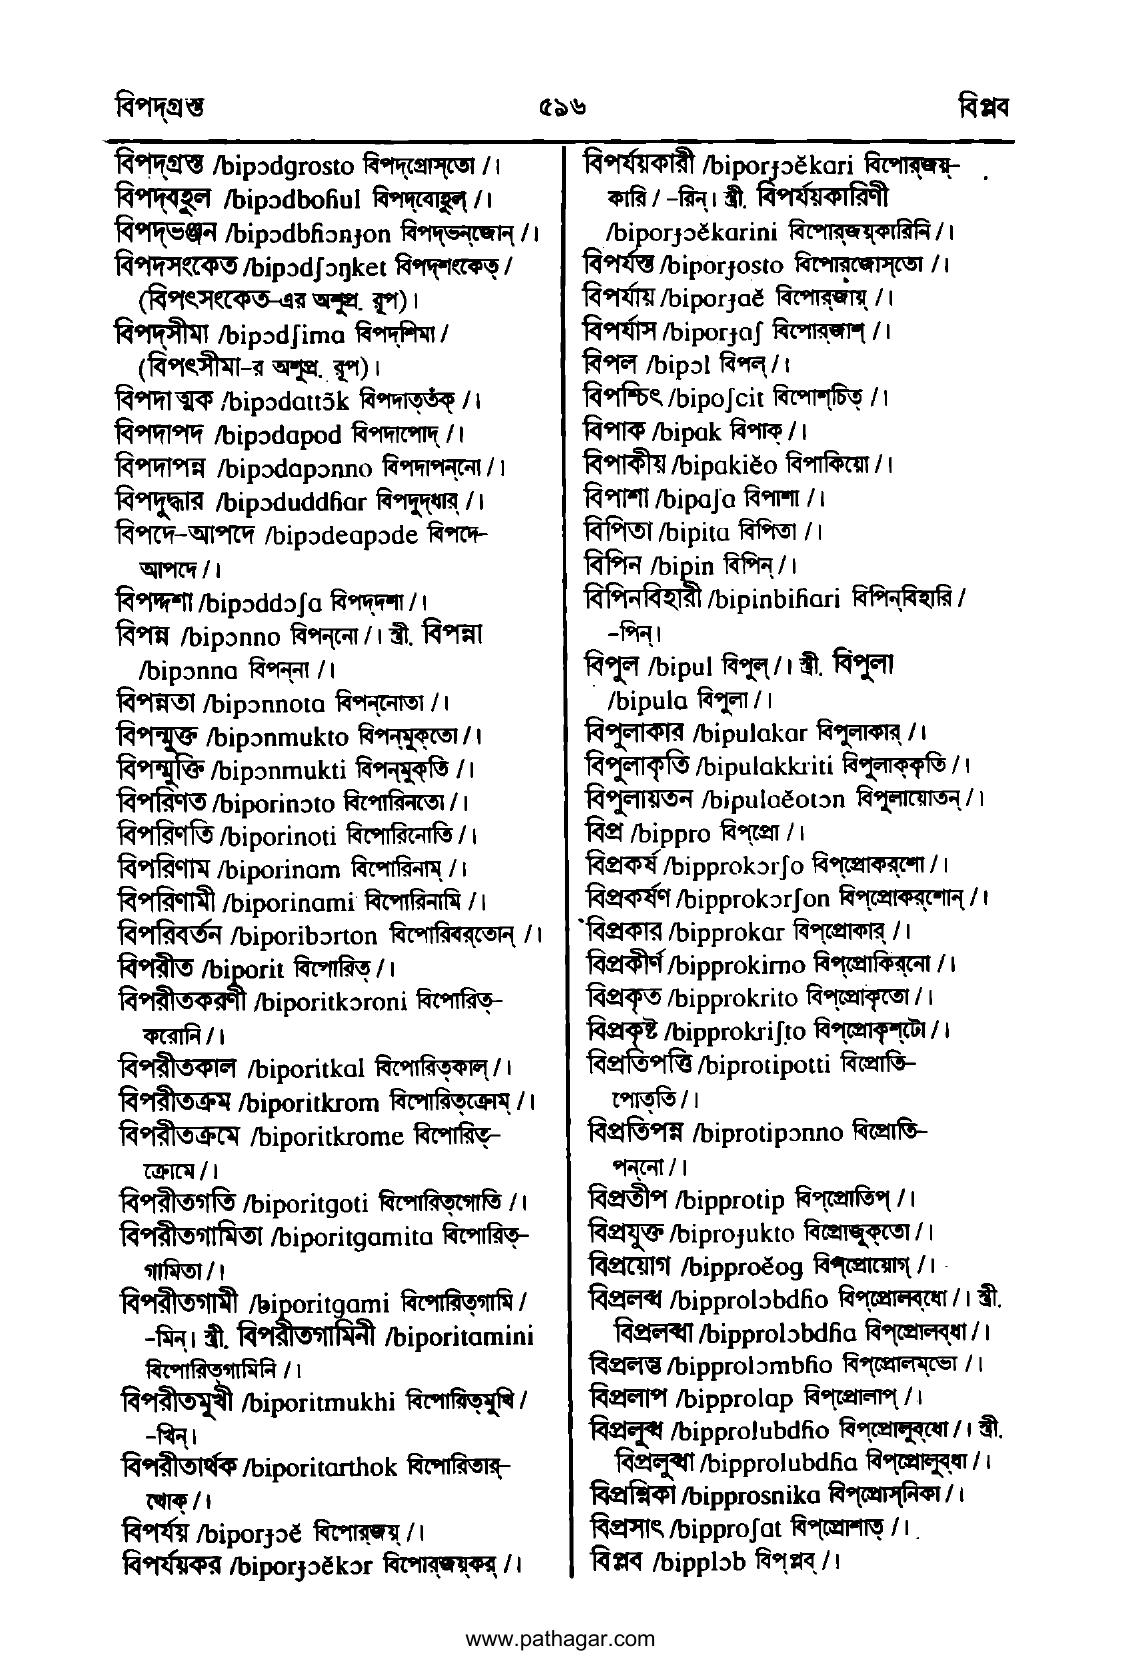 বিপদ্‌গ্রস্ত ৫৯৬ বিপ্লব
বিপদ্‌গ্রস্ত /bipɔdgrosto বিপদ্‌গ্রোস্‌তো /।
বিপদ্‌বহুল /bipɔdboɦul বিপদ্‌বোহুল্ /।
বিপদ্‌ভঞ্জন /bipɔdbɦɔnɟon বিপদ্‌ভন্‌জোন্ /।
বিপদসংকেত /bipɔdʃɔŋket বিপদ্‌শংকেত্ /
(বিপৎসংকেত-এর অশুপ্র. রূপ)।
বিপদ্‌সীমা /bipɔdʃima বিপদ্‌শিমা /
(বিপৎসীমা-র অশুপ্র. রূপ)।
বিপদাত্মক /bipɔdattɔ̃k বিপদাত্‌তঁক্ /।
বিপদাপদ /bipɔdapod বিপদাপোদ্ /।
বিপদাপন্ন /bipɔdapɔnno বিপদাপন্‌নো /।
বিপদুদ্ধার /bipɔduddɦar বিপদুদ্‌ধার্ /।
বিপদে-আপদে /bipɔdeapɔde বিপদে-
আপদে /।
বিপদ্দশা /bipɔddɔʃa বিপদ্‌দশা /।
বিপন্ন /bipɔnno বিপন্‌নো /। স্ত্রী. বিপন্না
/bipɔnna বিপন্‌না /।
বিপন্নতা /bipɔnnota বিপন্‌নোতা /।
বিপন্মুক্ত /bipɔnmukto বিপন্‌মুক্‌তো /।
বিপন্মুক্তি /bipɔnmukti বিপন্‌মুক্‌তি /।
বিপরিণত /biporinɔto বিপোরিনতো /।
বিপরিণতি /biporinoti বিপোরিনোতি /।
বিপরিণাম /biporinam বিপোরিনাম্ /।
বিপরিণামী /biporinami বিপোরিনামি /।
বিপরিবর্তন /biporibɔrton বিপোরিবর্‌তোন্ /।
বিপরীত /biporit বিপোরিত্ /।
বিপরীতকরণী /biporitkɔroni বিপোরিত্-
করোনি /।
বিপরীতকাল /biporitkal বিপোরিত্‌কাল্ /।
বিপরীতক্রম /biporitkrom বিপোরিত্‌ক্রোম্ /।
বিপরীতক্রমে /biporitkrome বিপোরিত্-
ক্রোমে /।
বিপরীতগতি /biporitgoti বিপোরিত্‌গোতি /।
বিপরীতগামিতা /biporitgamita বিপোরিত্-
গামিতা /।
বিপরীতগামী /biporitgami বিপোরিত্‌গামি /
-মিন্। স্ত্রী. বিপরীতগামিনী /biporitamini
বিপোরিত্‌গামিনি /।
বিপরীতমুখী /biporitmukhi বিপোরিত্‌মুখি /
-খিন্।
বিপরীতার্থক /biporitarthok বিপোরিতার্-
থোক্ /।
বিপর্যয় /biporɟɔĕ বিপোর্‌জয়্ /।
বিপর্যয়কর /biporɟɔĕkɔr বিপোর্‌জয়্‌কর্ /।
বিপর্যয়কারী /biporɟɔĕkari বিপোর্‌জয়্-
কারি / -রিন্। স্ত্রী. বিপর্যয়কারিণী
/biporɟɔĕkarini বিপোর্‌জয়্‌কারিনি /।
বিপর্যস্ত /biporɟosto বিপোর্‌জোস্‌তো /।
বিপর্যায় /biporɟaĕ বিপোর্‌জায়্ /।
বিপর্যাস /biporɟaʃ বিপোর্‌জাশ্ /।
বিপল /bipɔl বিপল্ /।
বিপশ্চিৎ /bipoʃcit বিপোশ্‌চিত্ /।
বিপাক /bipak বিপাক্ /।
বিপাকীয় /bipakiĕo বিপাকিয়ো /।
বিপাশা /bipaʃa বিপাশা /।
বিপিতা /bipita বিপিতা /।
বিপিন /bipin বিপিন্ /।
বিপিনবিহারী /bipinbiɦari বিপিন্‌বিহারি /
-পিন্।
বিপুল /bipul বিপুল্ /। স্ত্রী. বিপুলা
/bipula বিপুলা /।
বিপুলাকার /bipulakar বিপুলাকার্ /।
বিপুলাকৃতি /bipulakkriti বিপুলাক্‌কৃতি /।
বিপুলায়তন /bipulaĕotɔn বিপুলায়োতন্ /।
বিপ্র /bippro বিপ্‌প্রো /।
বিপ্রকর্ষ /bipprokɔrʃo বিপ্‌প্রোকর্‌শো /।
বিপ্রকর্ষণ /bipprokɔrʃon বিপ্‌প্রোকর্‌শোন্ /।
বিপ্রকার /bipprokar বিপ্‌প্রোকার্ /।
বিপ্রকীর্ণ /bipprokirno বিপ্‌প্রোকির্‌নো /।
বিপ্রকৃত /bipprokrito বিপ্‌প্রোকৃতো /।
বিপ্রকৃষ্ট /bipprokriʃto বিপ্‌প্রোকৃশ্‌টো /।
বিপ্রতিপত্তি /biprotipotti বিপ্রোতি-
পোত্‌তি /।
বিপ্রতিপন্ন /biprotipɔnno বিপ্রোতি-
পন্‌নো /।
বিপ্রতীপ /bipprotip বিপ্‌প্রোতিপ্ /।
বিপ্রযুক্ত /biproɟukto বিপ্রোজুক্‌তো /।
বিপ্রয়োগ /bipproĕog বিপ্‌প্রোয়োগ্ /।
বিপ্রলব্ধ /bipprolɔbdɦo বিপ্‌প্রোলব্‌ধো /। স্ত্রী.
বিপ্রলব্ধা /bipprolɔbdɦa বিপ্‌প্রোলব্‌ধা /।
বিপ্রলম্ভ /bipprolɔmbɦo বিপ্‌প্রোলম্‌ভো /।
বিপ্রলাপ /bipprolap বিপ্‌প্রোলাপ্ /।
বিপ্রলুব্ধ /bipprolubdɦo বিপ্‌প্রোলুব্‌ধো /। স্ত্রী.
বিপ্রলুব্ধা /bipprolubdɦa বিপ্‌প্রোলুব্‌ধা /।
বিপ্রশ্নিকা /bipprosnika বিপ্‌প্রোস্‌নিকা /।
বিপ্রসাৎ /bipproʃat বিপ্‌প্রোশাত্ /।
বিপ্লব /bipplɔb বিপ্‌প্লব্ /।
www.pathagar.com